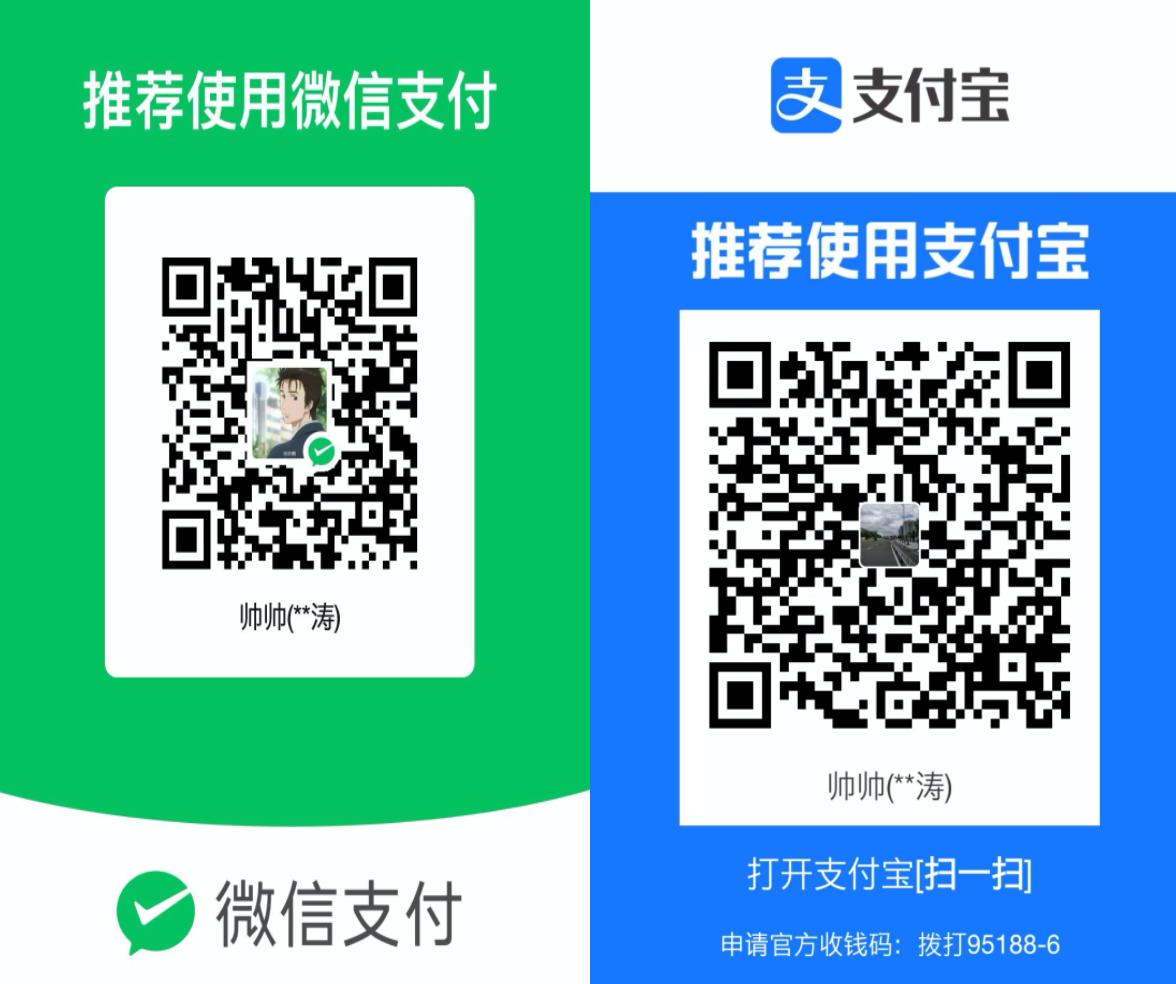 推荐使用微信支付
帅帅(**涛)
微信支付
支付宝
推荐使用支付宝
帅帅(**涛)
打开支付宝[扫一扫]
申请官方收钱码：拨打95188-6